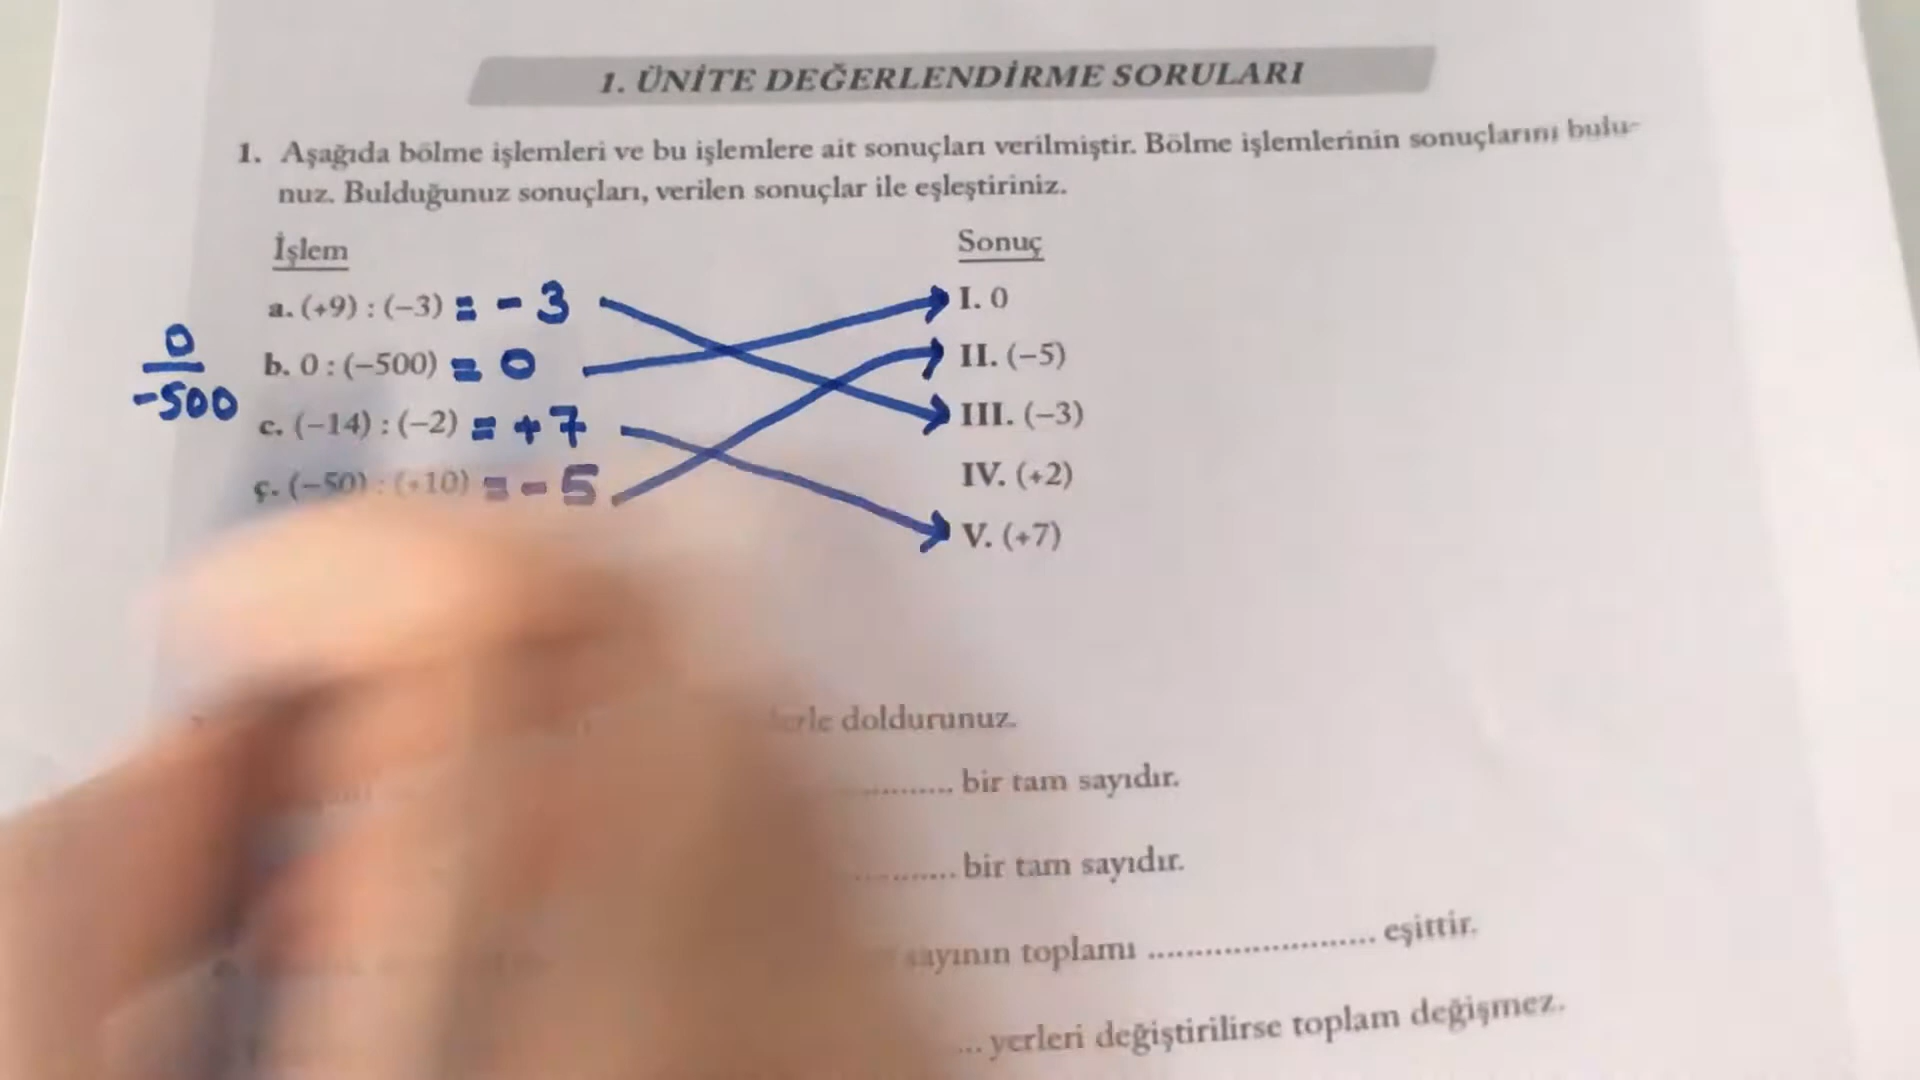 1. ÜNİTE DEĞERLENDİRME SORULARI
1. Aşağıda bölme işlemleri ve bu işlemlere ait sonuçları verilmiştir. Bölme işlemlerinin sonuçlarını bulu-
nuz. Bulduğunuz sonuçları, verilen sonuçlar ile eşleştiriniz.
İşlem
Sonuç
a. (+9) : (−3) = - 3
I. 0
0
-500
b. 0 : (−500) = 0
II. (−5)
c. (−14) : (−2) = +7
III. (−3)
ç. (−50) : (+10) = - 5
IV. (+2)
V. (+7)
doldurunuz.
............ bir tam sayıdır.
............ bir tam sayıdır.
sayının toplamı ........................ eşittir.
... yerleri değiştirilirse toplam değişmez.